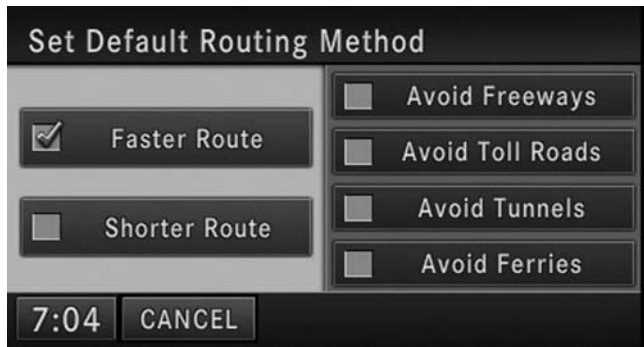 Set Default Routing Method
Faster Route
Shorter Route
Avoid Freeways
Avoid Toll Roads
Avoid Tunnels
Avoid Ferries
7:04
CANCEL